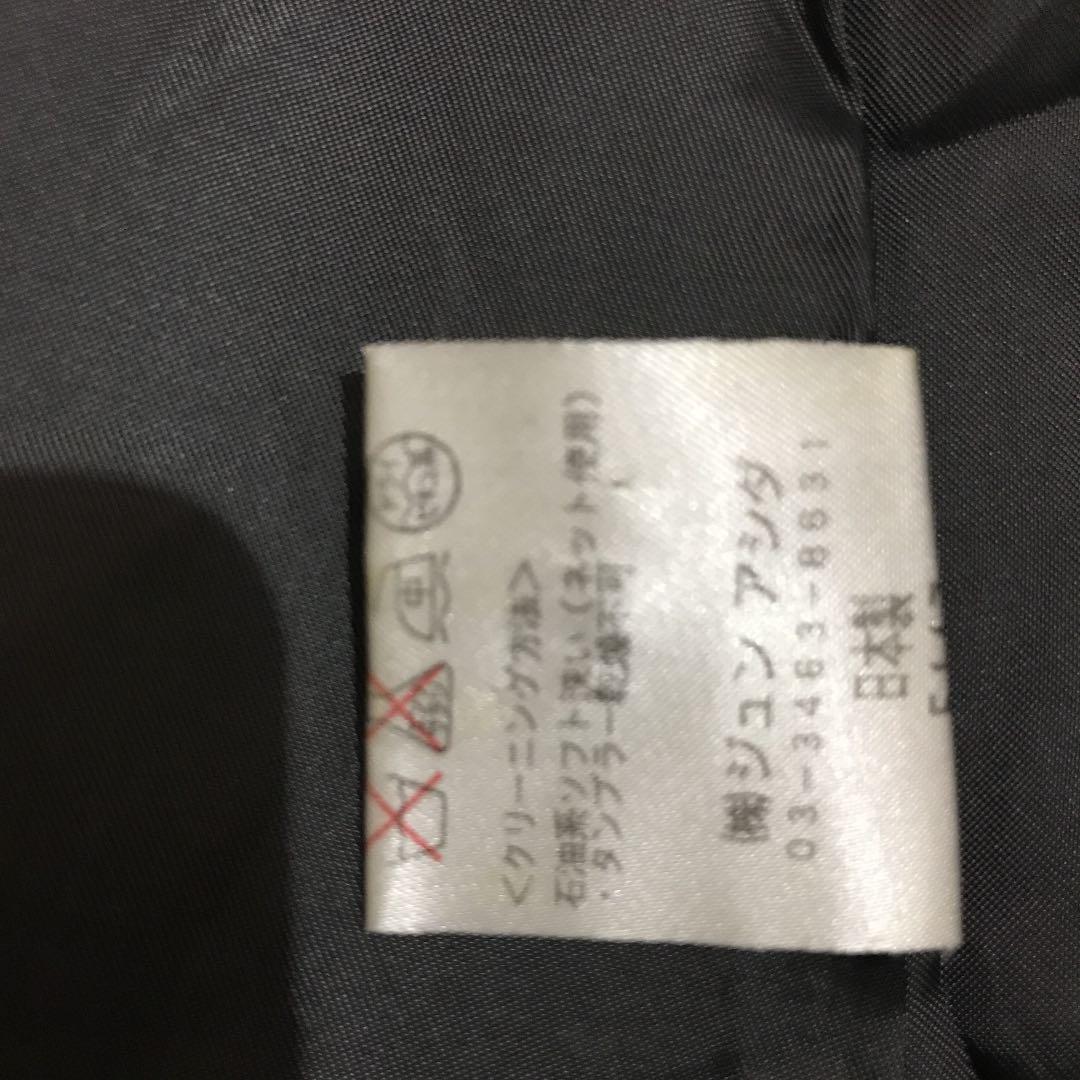 中
<クリーニング方法>
石油系ソフト洗い(ネット使用)
・タンブラー乾燥不可
㈱ジュン アシダ
03-3463-8631
日本製